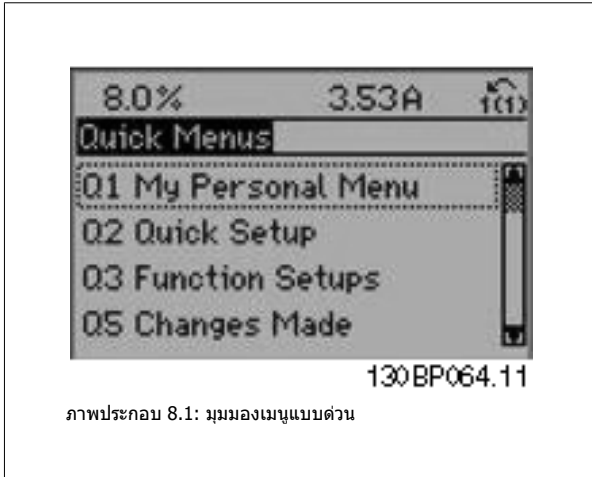 8.0% 3.53A 1(1)
Quick Menus
Q1 My Personal Menu
Q2 Quick Setup
Q3 Function Setups
Q5 Changes Made
130BP064.11
ภาพประกอบ 8.1: มุมมองเมนูแบบด่วน